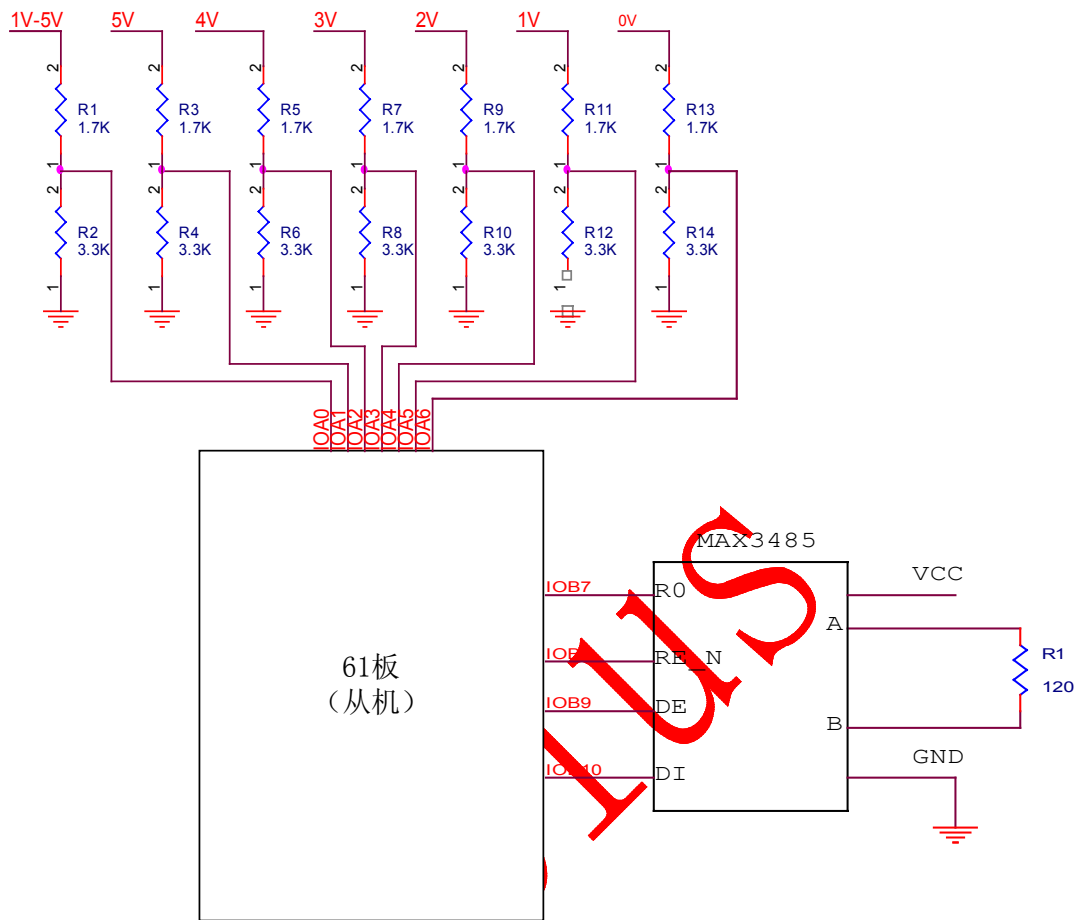 1V-5V 5V 4V 3V 2V 1V 0V
2 2 2 2 2 2 2
R1 R3 R5 R7 R9 R11 R13
1.7K 1.7K 1.7K 1.7K 1.7K 1.7K 1.7K
1 1 1 1 1 1 1
2 2 2 2 2 2 2
R2 R4 R6 R8 R10 R12 R14
3.3K 3.3K 3.3K 3.3K 3.3K 3.3K 3.3K
1 1 1 1 1 1 1
IOA0 IOA1 IOA2 IOA3 IOA4 IOA5 IOA6
MAX3485
VCC
IOB7 RO
A
R1
120
61板
(从机)
RE_N
IOB9 DE
B
GND
DI